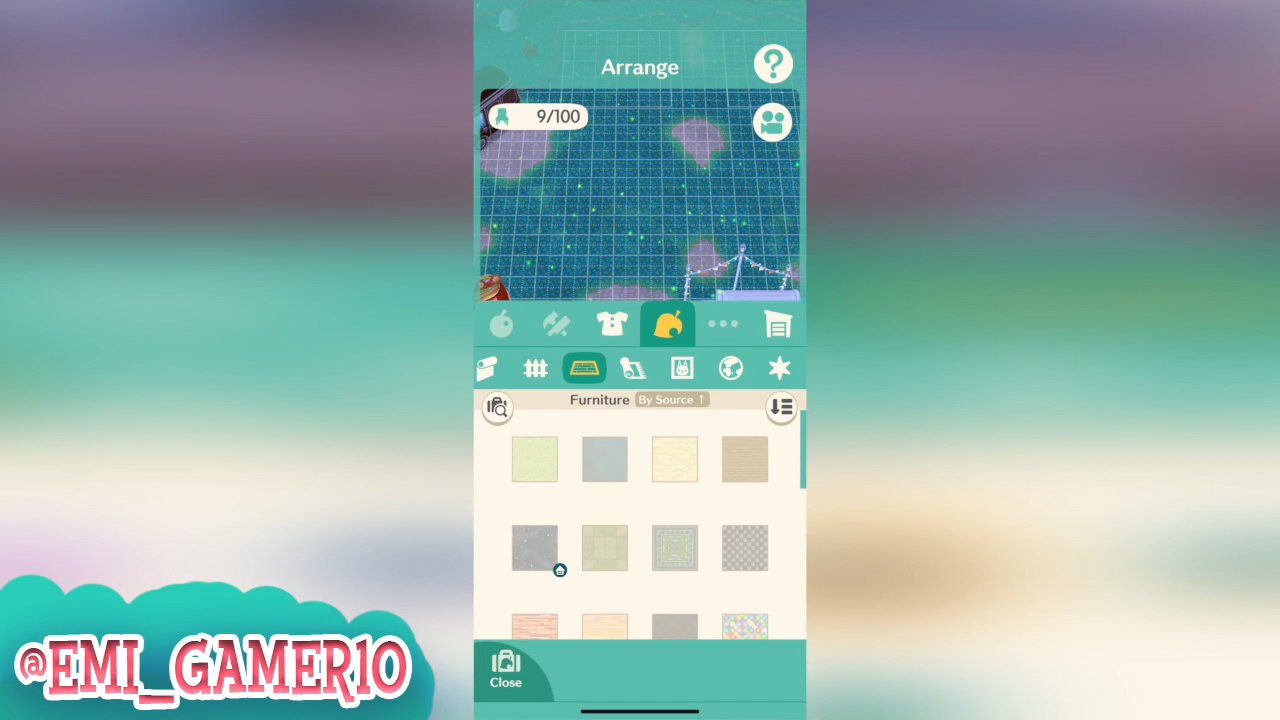 Arrange
9/100
Furniture By Source ↑
Close
@EMI_GAMER10